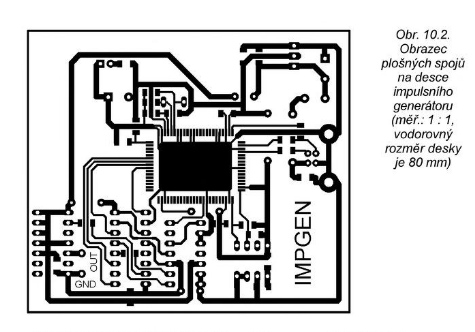 Obr. 10.2.
Obrazec
plošných spojů
na desce
impulsního
generátoru
(měř.: 1 : 1,
vodorovný
rozměr desky
je 80 mm)
IMPGEN
OUT
GND